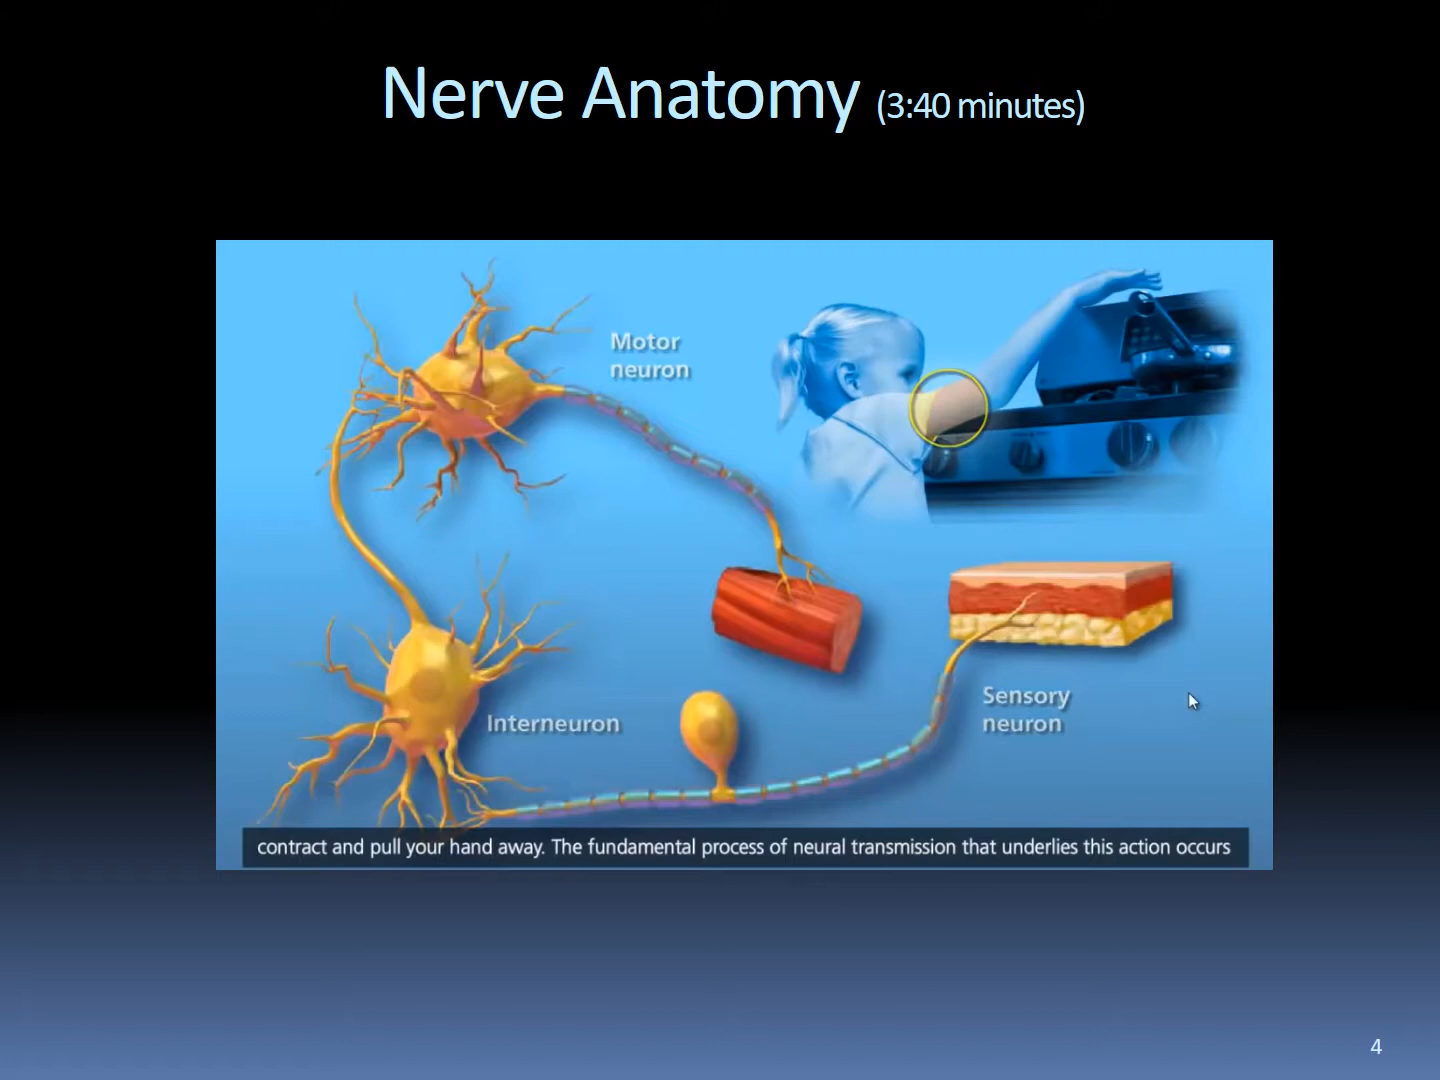 Nerve Anatomy (3:40 minutes)
Motor
neuron
Interneuron
Sensory
neuron
contract and pull your hand away. The fundamental process of neural transmission that underlies this action occurs
4